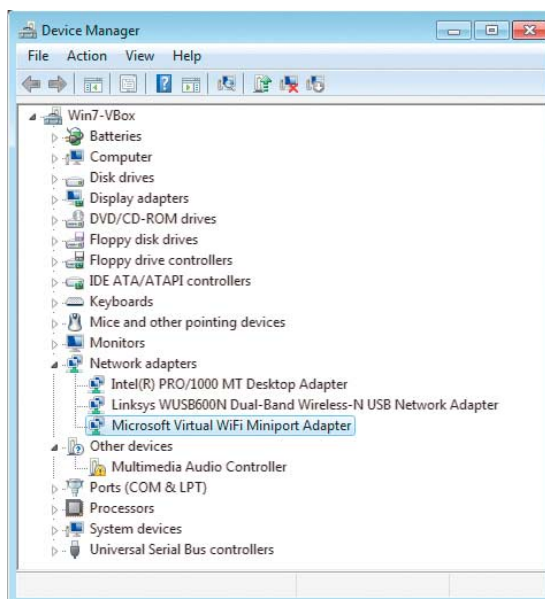 Device Manager
File Action View Help
Win7-VBox
Batteries
Computer
Disk drives
Display adapters
DVD/CD-ROM drives
Floppy disk drives
Floppy drive controllers
IDE ATA/ATAPI controllers
Keyboards
Mice and other pointing devices
Monitors
Network adapters
Intel(R) PRO/1000 MT Desktop Adapter
Linksys WUSB600N Dual-Band Wireless-N USB Network Adapter
Microsoft Virtual WiFi Miniport Adapter
Other devices
Multimedia Audio Controller
Ports (COM & LPT)
Processors
System devices
Universal Serial Bus controllers